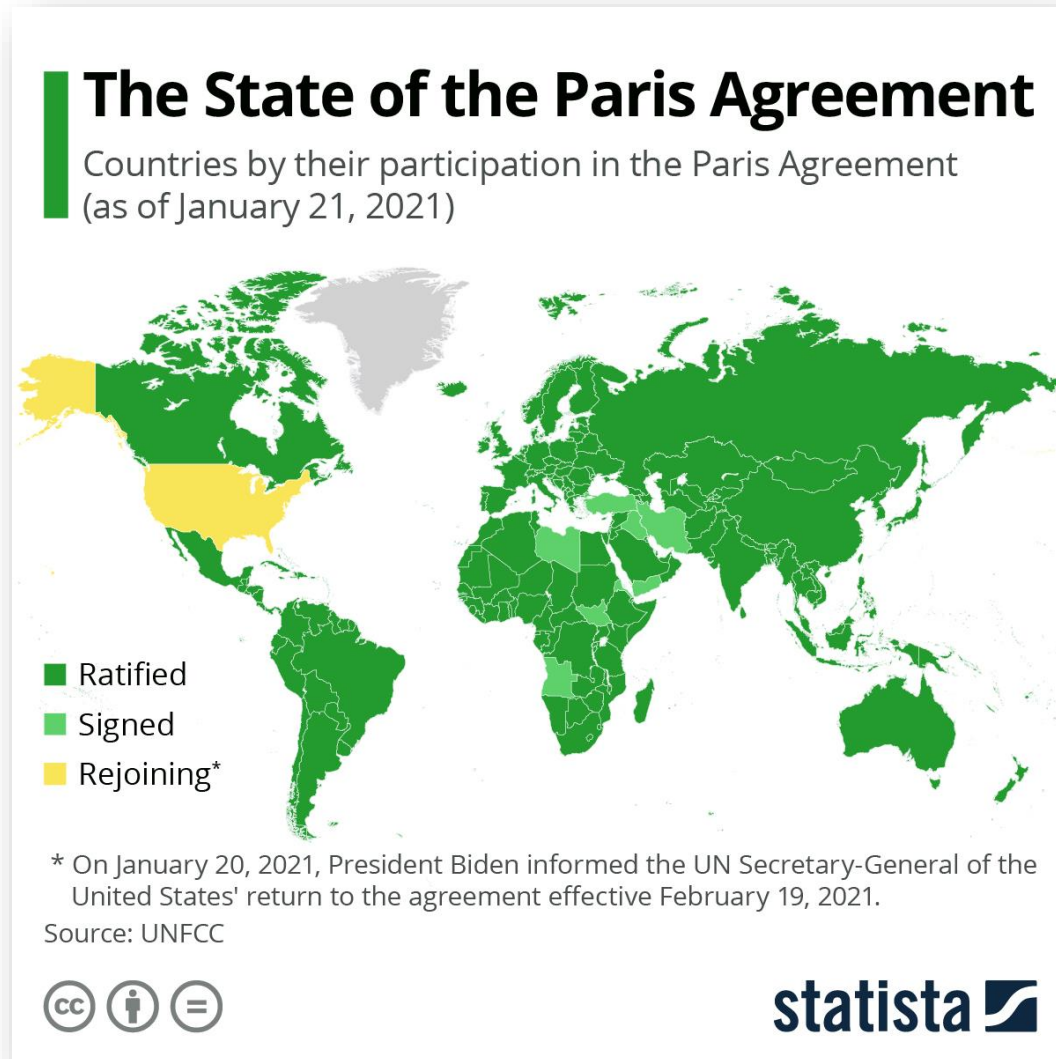 The State of the Paris Agreement
Countries by their participation in the Paris Agreement
(as of January 21, 2021)
Ratified
Signed
Rejoining*
* On January 20, 2021, President Biden informed the UN Secretary-General of the
United States' return to the agreement effective February 19, 2021.
Source: UNFCC
cc
statista